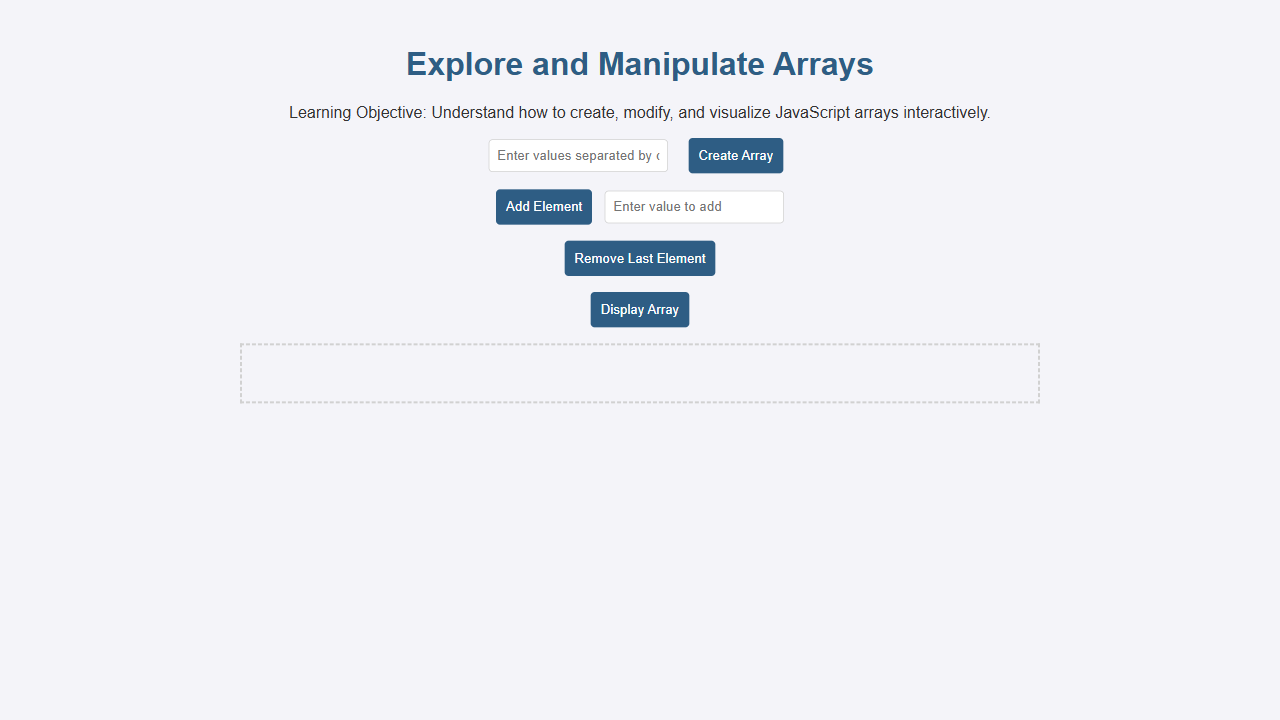 Explore and Manipulate Arrays
Learning Objective: Understand how to create, modify, and visualize JavaScript arrays interactively.
Enter values separated by c
Create Array
Add Element
Enter value to add
Remove Last Element
Display Array